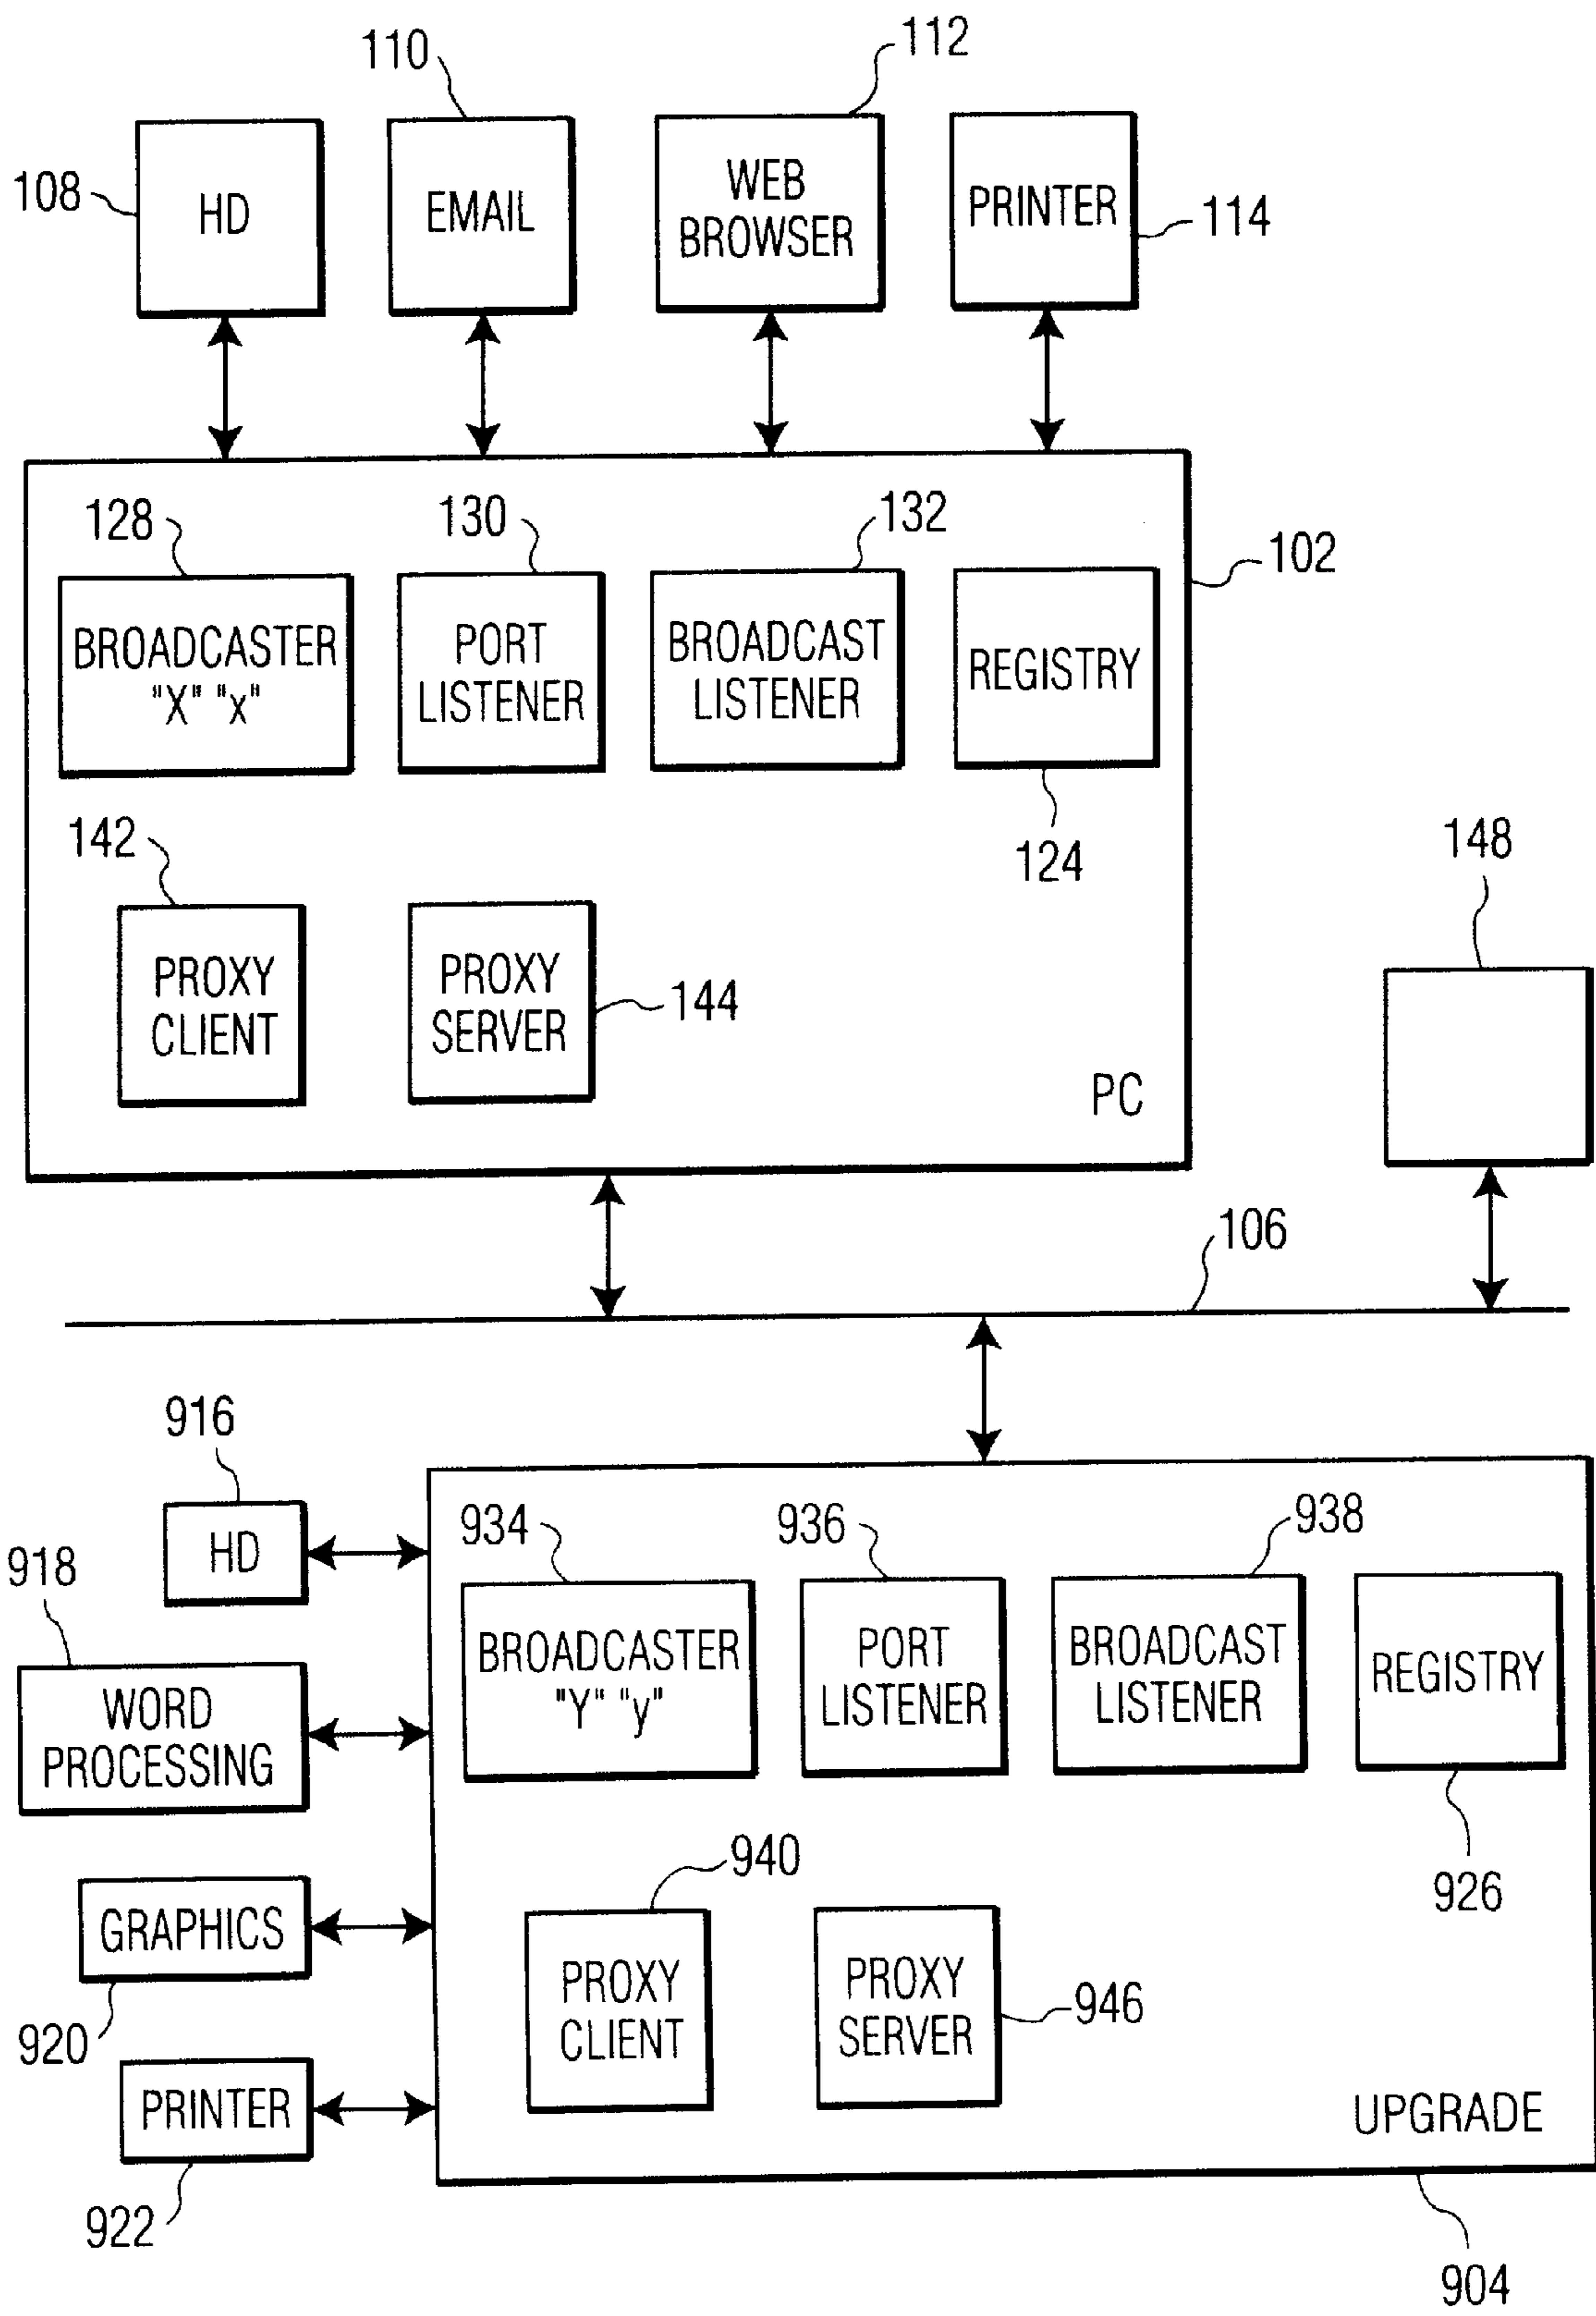 110
112
108
HD
EMAIL
WEB
BROWSER
PRINTER
114
128
130
132
102
BROADCASTER
"X" "x"
PORT
LISTENER
BROADCAST
LISTENER
REGISTRY
124
142
148
PROXY
CLIENT
PROXY
SERVER
144
PC
106
916
HD
918
934
936
938
WORD
PROCESSING
BROADCASTER
"Y" "y"
PORT
LISTENER
BROADCAST
LISTENER
REGISTRY
926
940
GRAPHICS
920
PROXY
CLIENT
PROXY
SERVER
946
PRINTER
922
UPGRADE
904